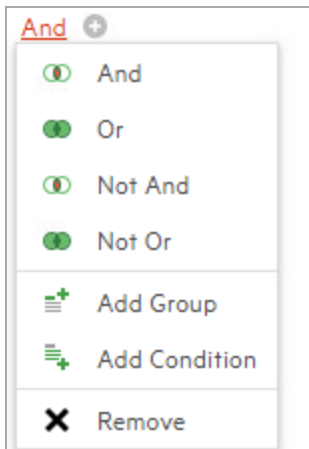 And
And
Or
Not And
Not Or
Add Group
Add Condition
Remove